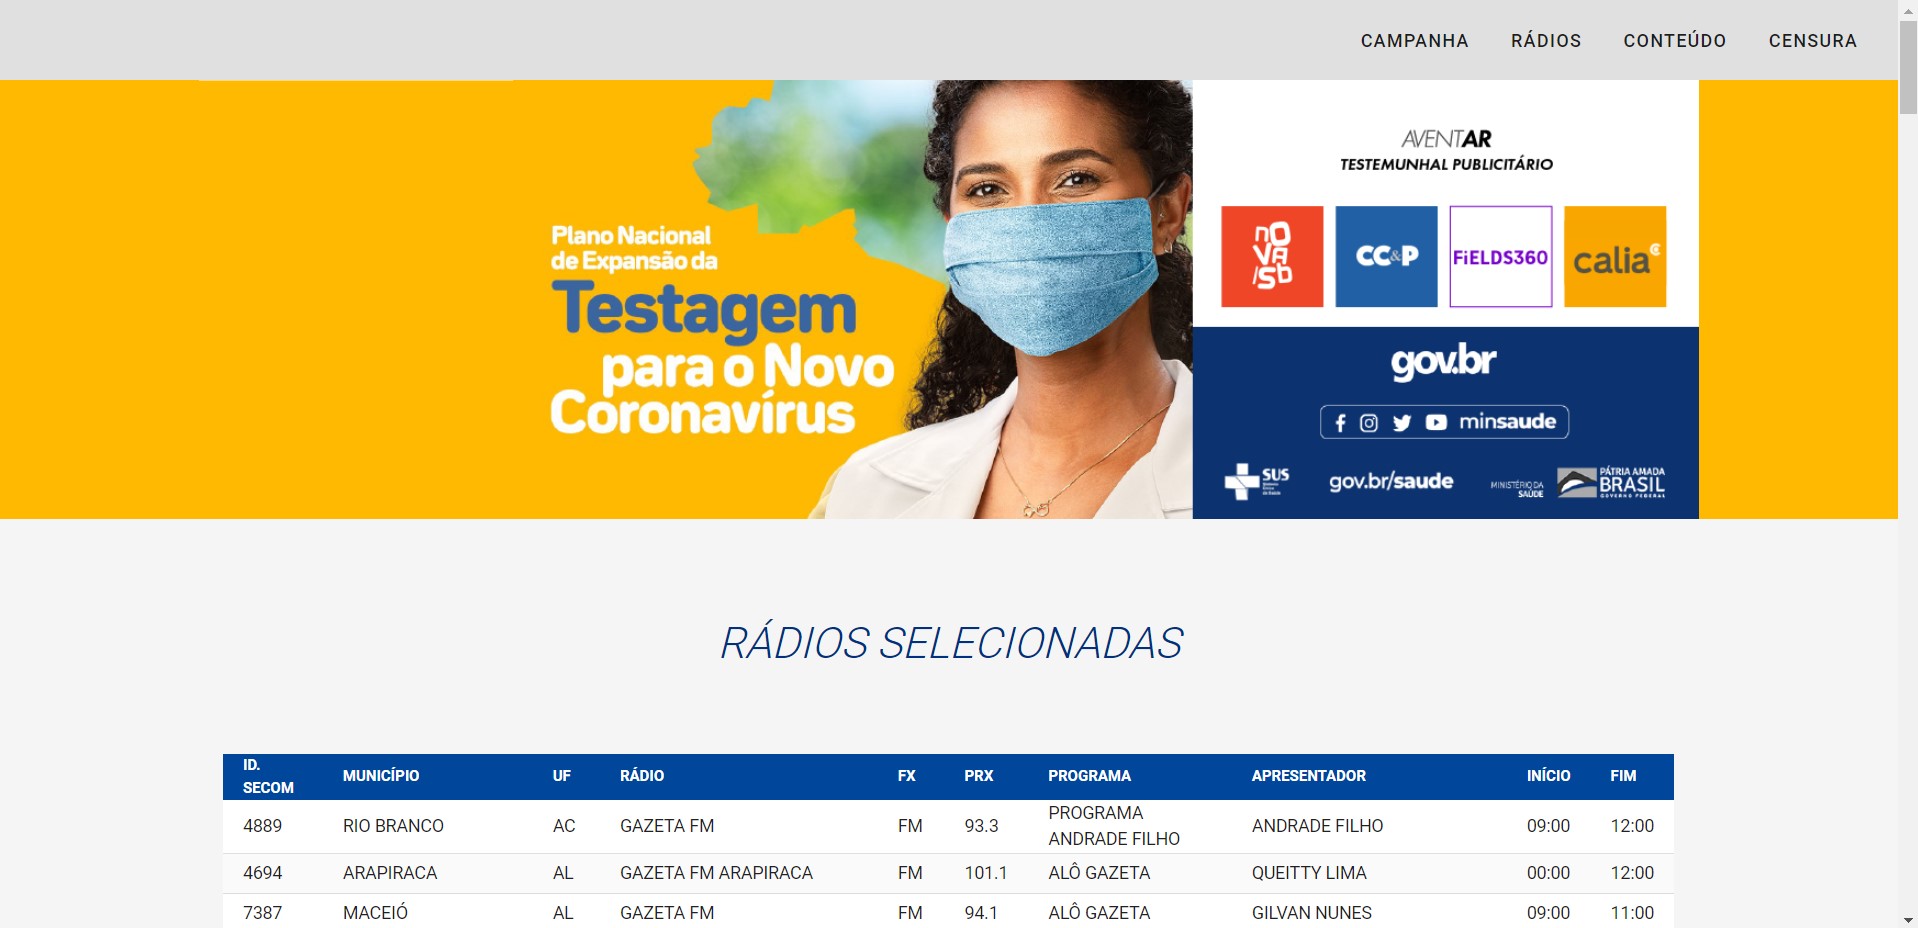 CAMPANHA RÁDIOS CONTEÚDO CENSURA
Plano Nacional
de Expansão da
Testagem
para o Novo
Coronavírus
AVENTAR
TESTEMUNHAL PUBLICITÁRIO
nOVA/Sb
CC&P
FiELDS360
calia
gov.br
minsaude
SUS
gov.br/saude
MINISTÉRIO DA
SAÚDE
PÁTRIA AMADA
BRASIL
GOVERNO FEDERAL
RÁDIOS SELECIONADAS
ID. SECOM MUNICÍPIO UF RÁDIO FX PRX PROGRAMA APRESENTADOR INÍCIO FIM
4889 RIO BRANCO AC GAZETA FM FM 93.3 PROGRAMA ANDRADE FILHO ANDRADE FILHO 09:00 12:00
4694 ARAPIRACA AL GAZETA FM ARAPIRACA FM 101.1 ALÔ GAZETA QUEITTY LIMA 00:00 12:00
7387 MACEIÓ AL GAZETA FM FM 94.1 ALÔ GAZETA GILVAN NUNES 09:00 11:00